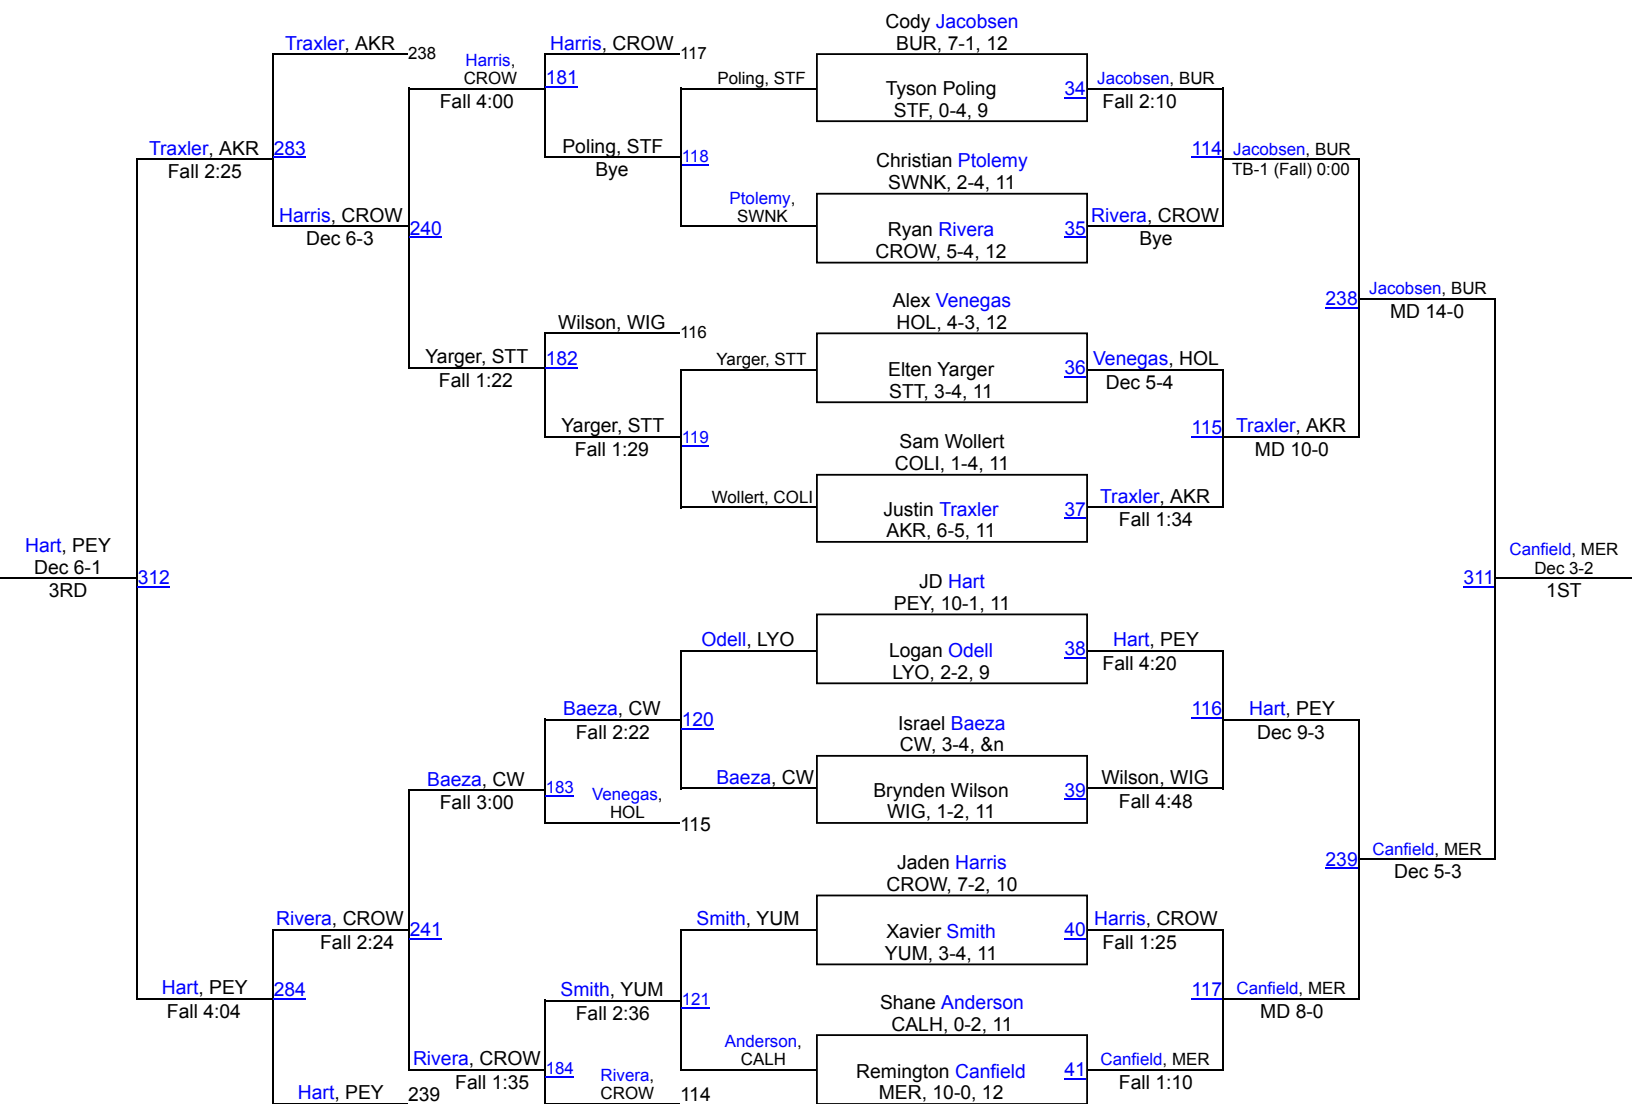 Cody Jacobsen
BUR, 7-1, 12
Traxler, AKR
238
Harris,
CROW
Fall 4:00
Harris, CROW
117
181
Poling, STF
Tyson Poling
STF, 0-4, 9
34
Jacobsen, BUR
Fall 2:10
Traxler, AKR
Fall 2:25
283
Poling, STF
Bye
118
Christian Ptolemy
SWNK, 2-4, 11
114
Jacobsen, BUR
TB-1 (Fall) 0:00
Harris, CROW
Dec 6-3
240
Ptolemy,
SWNK
Ryan Rivera
CROW, 5-4, 12
35
Rivera, CROW
Bye
Alex Venegas
HOL, 4-3, 12
238
Jacobsen, BUR
MD 14-0
Wilson, WIG
116
Yarger, STT
Fall 1:22
182
Yarger, STT
Elten Yarger
STT, 3-4, 11
36
Venegas, HOL
Dec 5-4
Yarger, STT
Fall 1:29
119
Sam Wollert
COLI, 1-4, 11
115
Traxler, AKR
MD 10-0
Wollert, COLI
Justin Traxler
AKR, 6-5, 11
37
Traxler, AKR
Fall 1:34
Hart, PEY
Dec 6-1
3RD
312
JD Hart
PEY, 10-1, 11
311
Canfield, MER
Dec 3-2
1ST
Odell, LYO
Logan Odell
LYO, 2-2, 9
38
Hart, PEY
Fall 4:20
Baeza, CW
Fall 2:22
120
Israel Baeza
CW, 3-4, &n
116
Hart, PEY
Dec 9-3
Baeza, CW
Fall 3:00
183
Venegas,
HOL
115
Baeza, CW
Brynden Wilson
WIG, 1-2, 11
39
Wilson, WIG
Fall 4:48
Jaden Harris
CROW, 7-2, 10
239
Canfield, MER
Dec 5-3
Rivera, CROW
Fall 2:24
241
Smith, YUM
Xavier Smith
YUM, 3-4, 11
40
Harris, CROW
Fall 1:25
Hart, PEY
Fall 4:04
284
Smith, YUM
Fall 2:36
121
Shane Anderson
CALH, 0-2, 11
117
Canfield, MER
MD 8-0
Rivera, CROW
Fall 1:35
184
Anderson,
CALH
Remington Canfield
MER, 10-0, 12
41
Canfield, MER
Fall 1:10
Hart, PEY
239
Rivera,
CROW
114